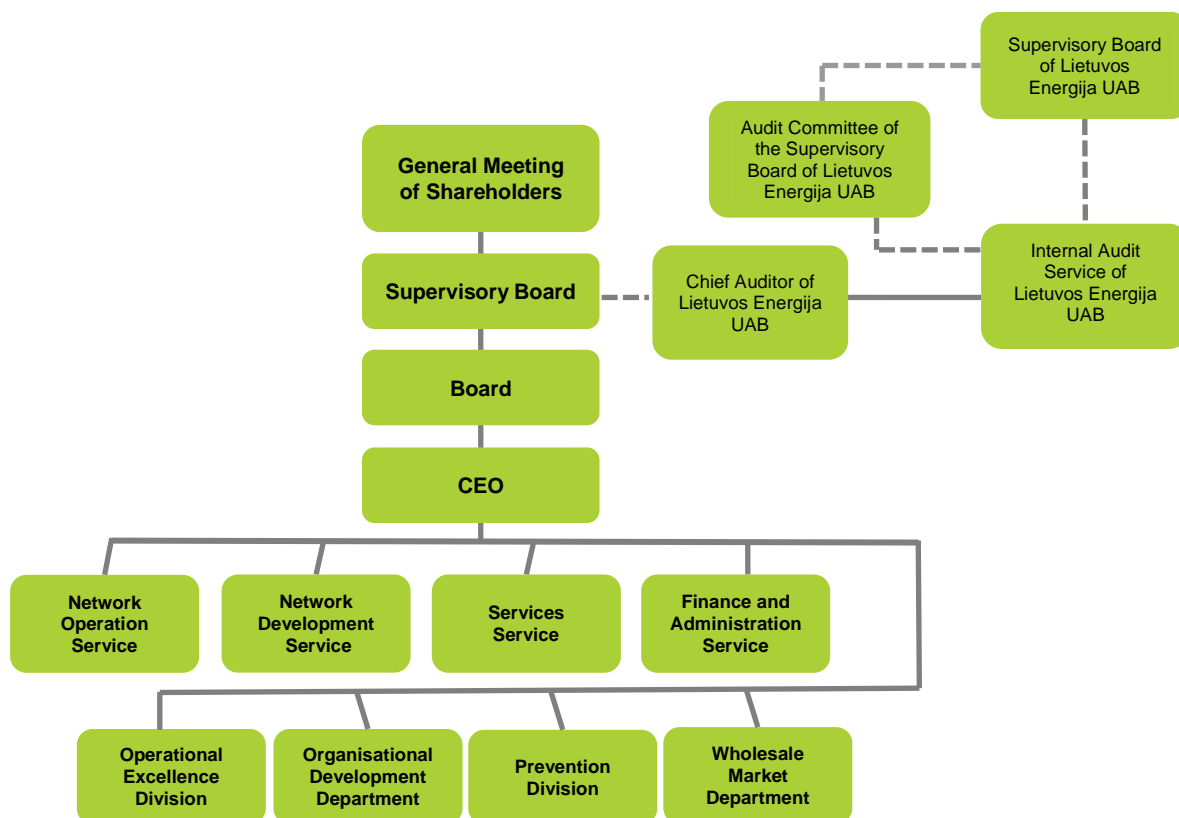 Supervisory Board
of Lietuvos
Energija UAB
Audit Committee of
the Supervisory
Board of Lietuvos
Energija UAB
General Meeting
of Shareholders
Internal Audit
Service of
Lietuvos Energija
UAB
Chief Auditor of
Lietuvos Energija
UAB
Supervisory Board
Board
CEO
Network
Operation
Service
Network
Development
Service
Services
Service
Finance and
Administration
Service
Operational
Excellence
Division
Organisational
Development
Department
Prevention
Division
Wholesale
Market
Department